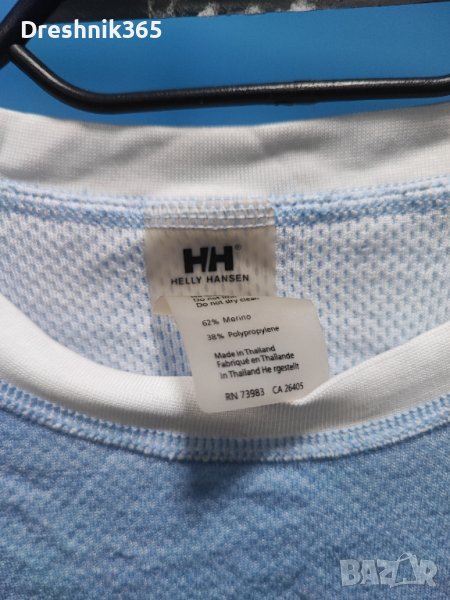 Dreshnik365
HH®
HELLY HANSEN
Do not dry clean
62% Merino
38% Polypropylene
Made in Thailand
Fabriqué en Thaïlande
in Thailand He rgestellt
RN 73983 CA 26405
BAZAR